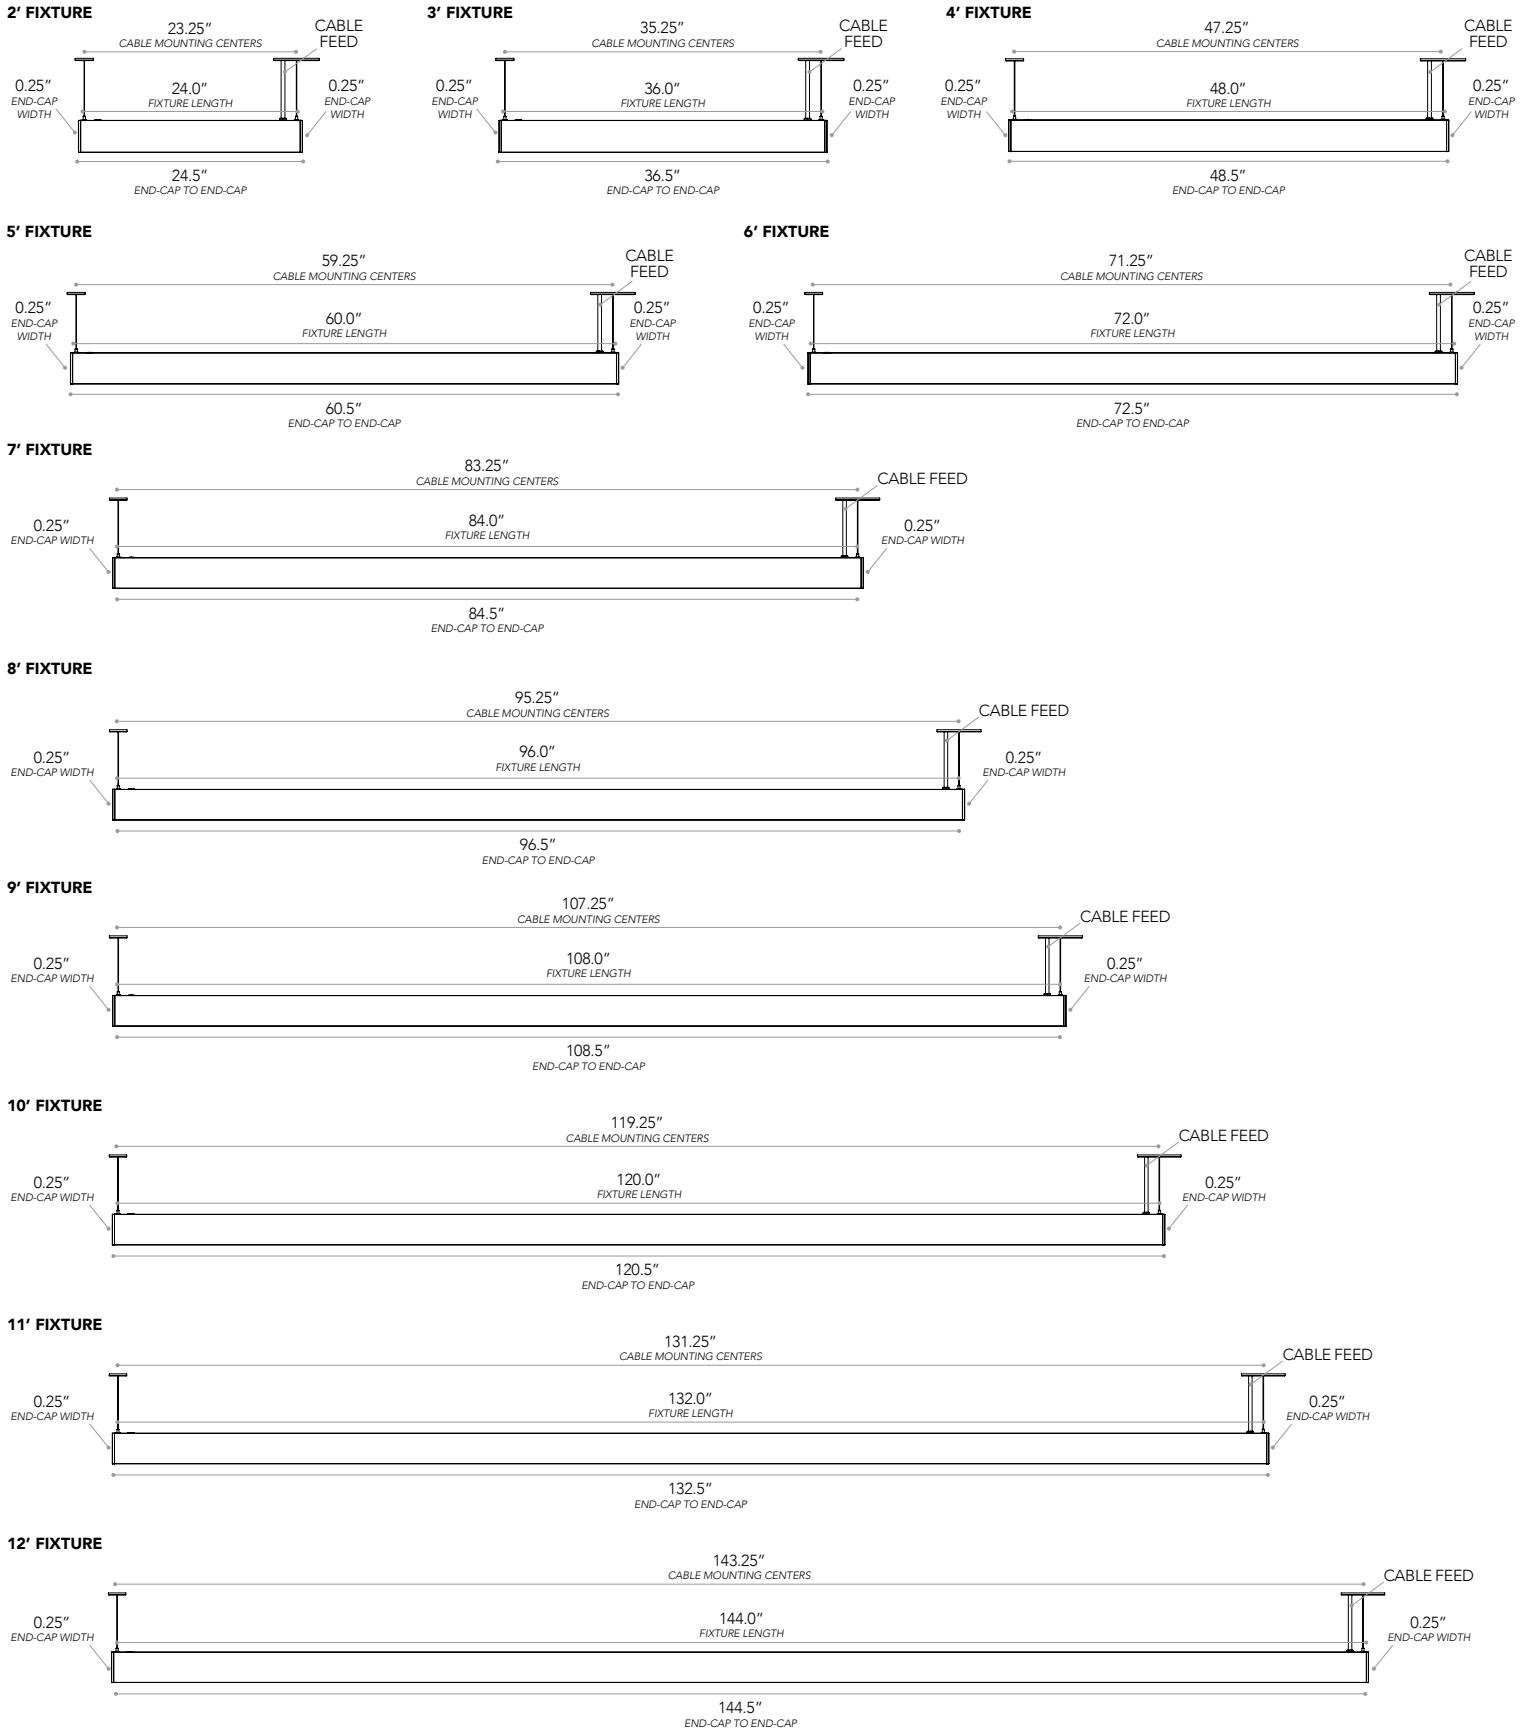 2’ FIXTURE
23.25”
CABLE MOUNTING CENTERS
CABLE
FEED
0.25”
END-CAP
WIDTH
24.0”
FIXTURE LENGTH
0.25”
END-CAP
WIDTH
24.5”
END-CAP TO END-CAP
3’ FIXTURE
35.25”
CABLE MOUNTING CENTERS
CABLE
FEED
0.25”
END-CAP
WIDTH
36.0”
FIXTURE LENGTH
0.25”
END-CAP
WIDTH
36.5”
END-CAP TO END-CAP
4’ FIXTURE
47.25”
CABLE MOUNTING CENTERS
CABLE
FEED
0.25”
END-CAP
WIDTH
48.0”
FIXTURE LENGTH
0.25”
END-CAP
WIDTH
48.5”
END-CAP TO END-CAP
5’ FIXTURE
59.25”
CABLE MOUNTING CENTERS
CABLE
FEED
0.25”
END-CAP
WIDTH
60.0”
FIXTURE LENGTH
0.25”
END-CAP
WIDTH
60.5”
END-CAP TO END-CAP
6’ FIXTURE
71.25”
CABLE MOUNTING CENTERS
CABLE
FEED
0.25”
END-CAP
WIDTH
72.0”
FIXTURE LENGTH
0.25”
END-CAP
WIDTH
72.5”
END-CAP TO END-CAP
7’ FIXTURE
83.25”
CABLE MOUNTING CENTERS
CABLE FEED
0.25”
END-CAP WIDTH
84.0”
FIXTURE LENGTH
0.25”
END-CAP WIDTH
84.5”
END-CAP TO END-CAP
8’ FIXTURE
95.25”
CABLE MOUNTING CENTERS
CABLE FEED
0.25”
END-CAP WIDTH
96.0”
FIXTURE LENGTH
0.25”
END-CAP WIDTH
96.5”
END-CAP TO END-CAP
9’ FIXTURE
107.25”
CABLE MOUNTING CENTERS
CABLE FEED
0.25”
END-CAP WIDTH
108.0”
FIXTURE LENGTH
0.25”
END-CAP WIDTH
108.5”
END-CAP TO END-CAP
10’ FIXTURE
119.25”
CABLE MOUNTING CENTERS
CABLE FEED
0.25”
END-CAP WIDTH
120.0”
FIXTURE LENGTH
0.25”
END-CAP WIDTH
120.5”
END-CAP TO END-CAP
11’ FIXTURE
131.25”
CABLE MOUNTING CENTERS
CABLE FEED
0.25”
END-CAP WIDTH
132.0”
FIXTURE LENGTH
0.25”
END-CAP WIDTH
132.5”
END-CAP TO END-CAP
12’ FIXTURE
143.25”
CABLE MOUNTING CENTERS
CABLE FEED
0.25”
END-CAP WIDTH
144.0”
FIXTURE LENGTH
0.25”
END-CAP WIDTH
144.5”
END-CAP TO END-CAP